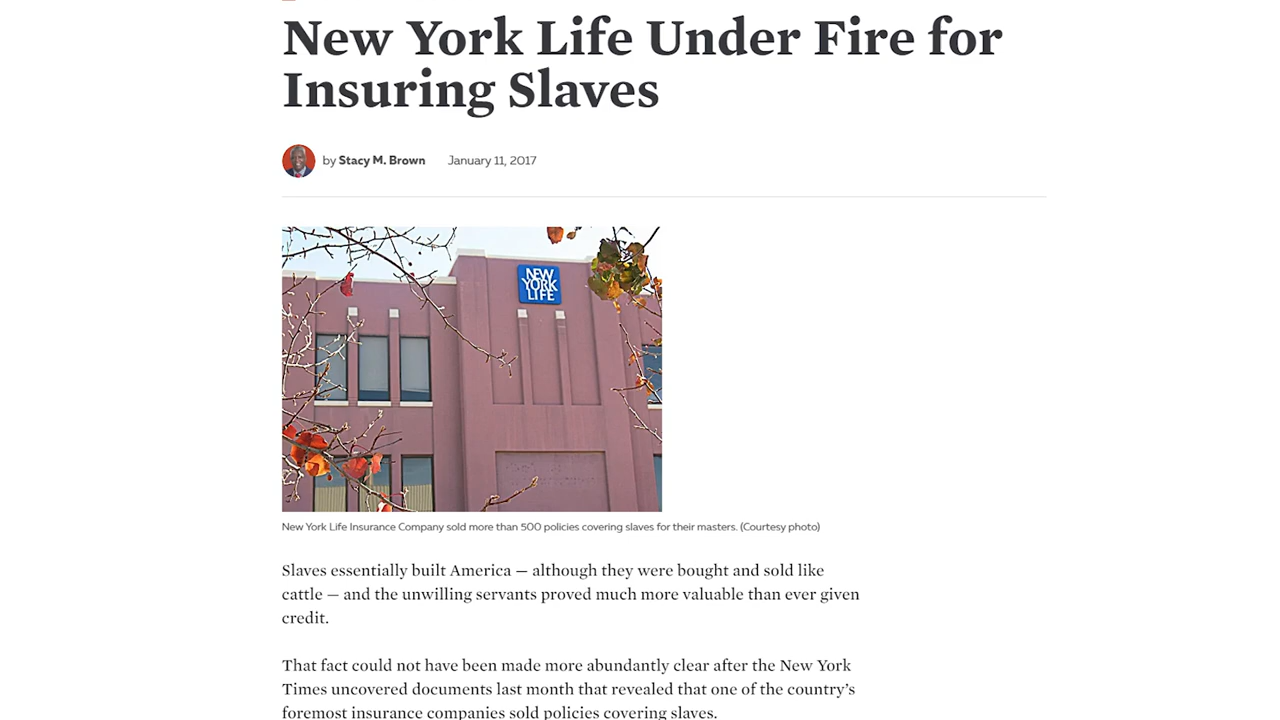 New York Life Under Fire for
Insuring Slaves
by Stacy M. Brown January 11, 2017
NEW
YORK
LIFE
New York Life Insurance Company sold more than 500 policies covering slaves for their masters. (Courtesy photo)
Slaves essentially built America — although they were bought and sold like
cattle — and the unwilling servants proved much more valuable than ever given
credit.
That fact could not have been made more abundantly clear after the New York
Times uncovered documents last month that revealed that one of the country's
foremost insurance companies sold policies covering slaves.